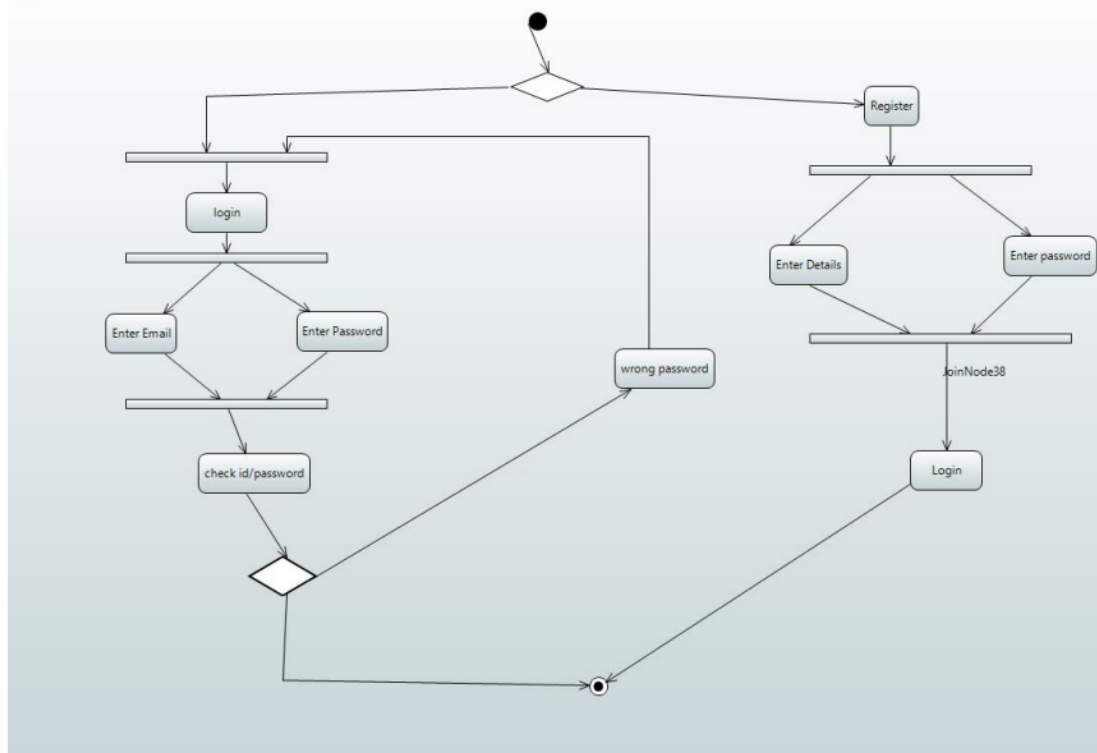 Register
login
Enter Details
Enter password
Enter Email
Enter Password
wrong password
JoinNode38
check id/password
Login